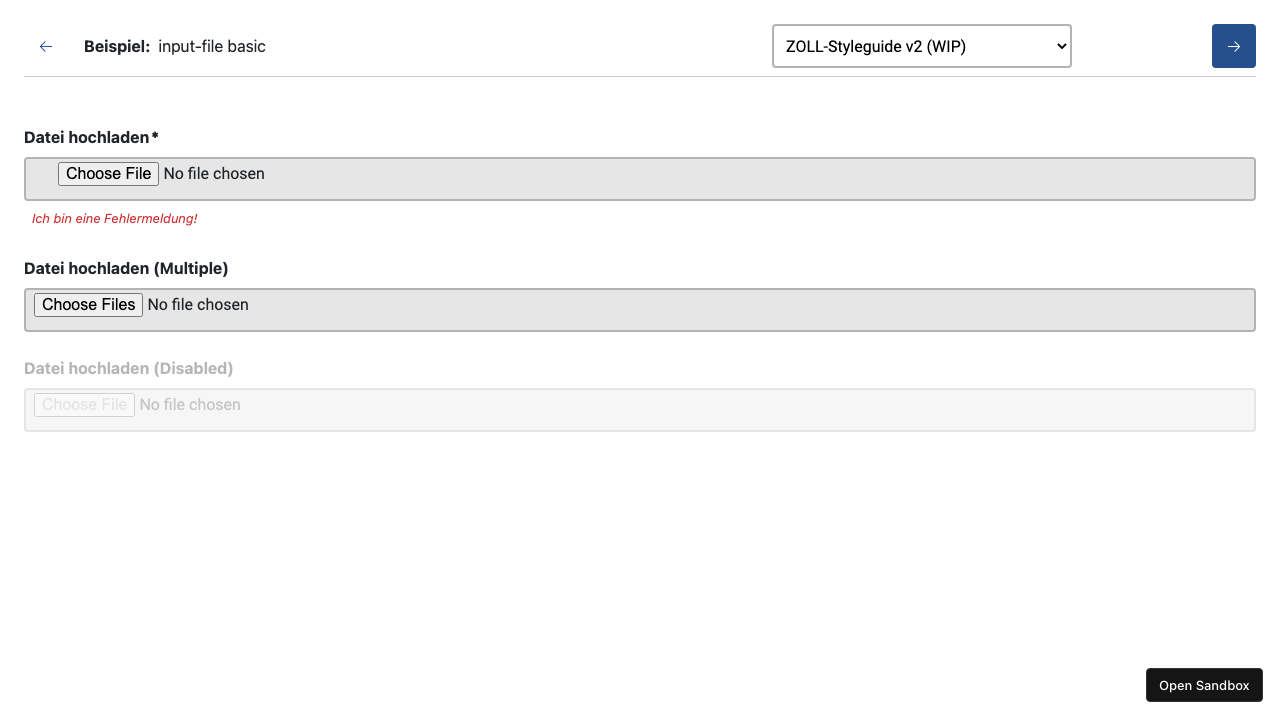 ← Beispiel: input-file basic ZOLL-Styleguide v2 (WIP) →
Datei hochladen*
Choose File No file chosen
Ich bin eine Fehlermeldung!
Datei hochladen (Multiple)
Choose Files No file chosen
Datei hochladen (Disabled)
Choose File No file chosen
Open Sandbox